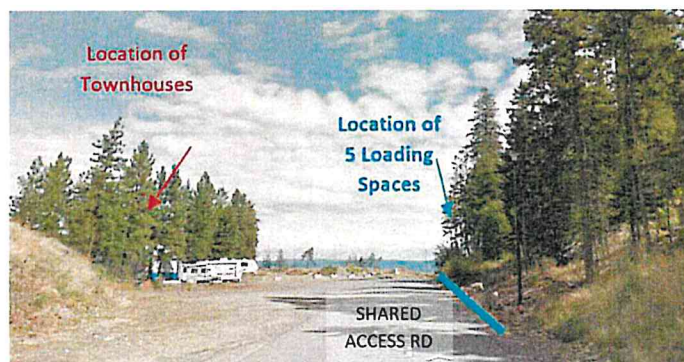 Location of
Townhouses
Location of
5 Loading
Spaces
SHARED
ACCESS RD